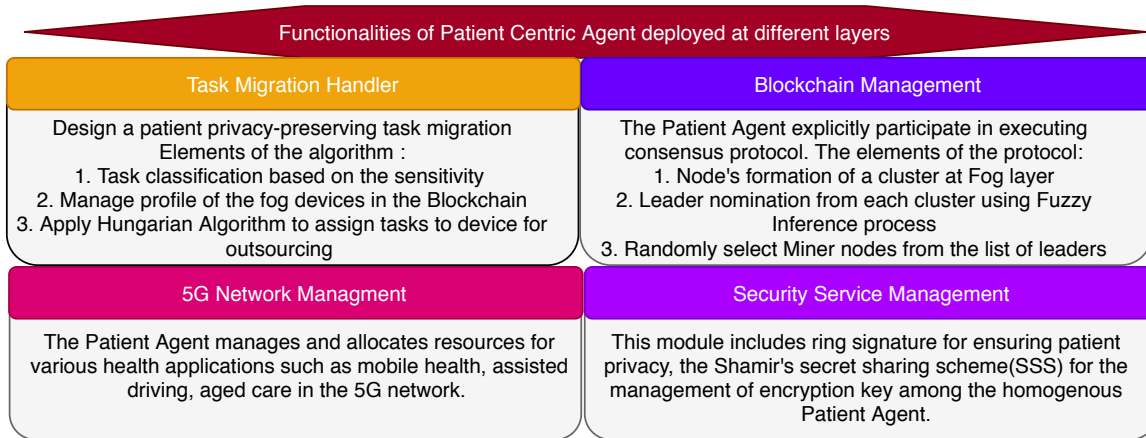 Functionalities of Patient Centric Agent deployed at different layers
Task Migration Handler
Design a patient privacy-preserving task migration
Elements of the algorithm :
1. Task classification based on the sensitivity
2. Manage profile of the fog devices in the Blockchain
3. Apply Hungarian Algorithm to assign tasks to device for
outsourcing
Blockchain Management
The Patient Agent explicitly participate in executing
consensus protocol. The elements of the protocol:
1. Node's formation of a cluster at Fog layer
2. Leader nomination from each cluster using Fuzzy
Inference process
3. Randomly select Miner nodes from the list of leaders
5G Network Managment
The Patient Agent manages and allocates resources for
various health applications such as mobile health, assisted
driving, aged care in the 5G network.
Security Service Management
This module includes ring signature for ensuring patient
privacy, the Shamir's secret sharing scheme(SSS) for the
management of encryption key among the homogenous
Patient Agent.